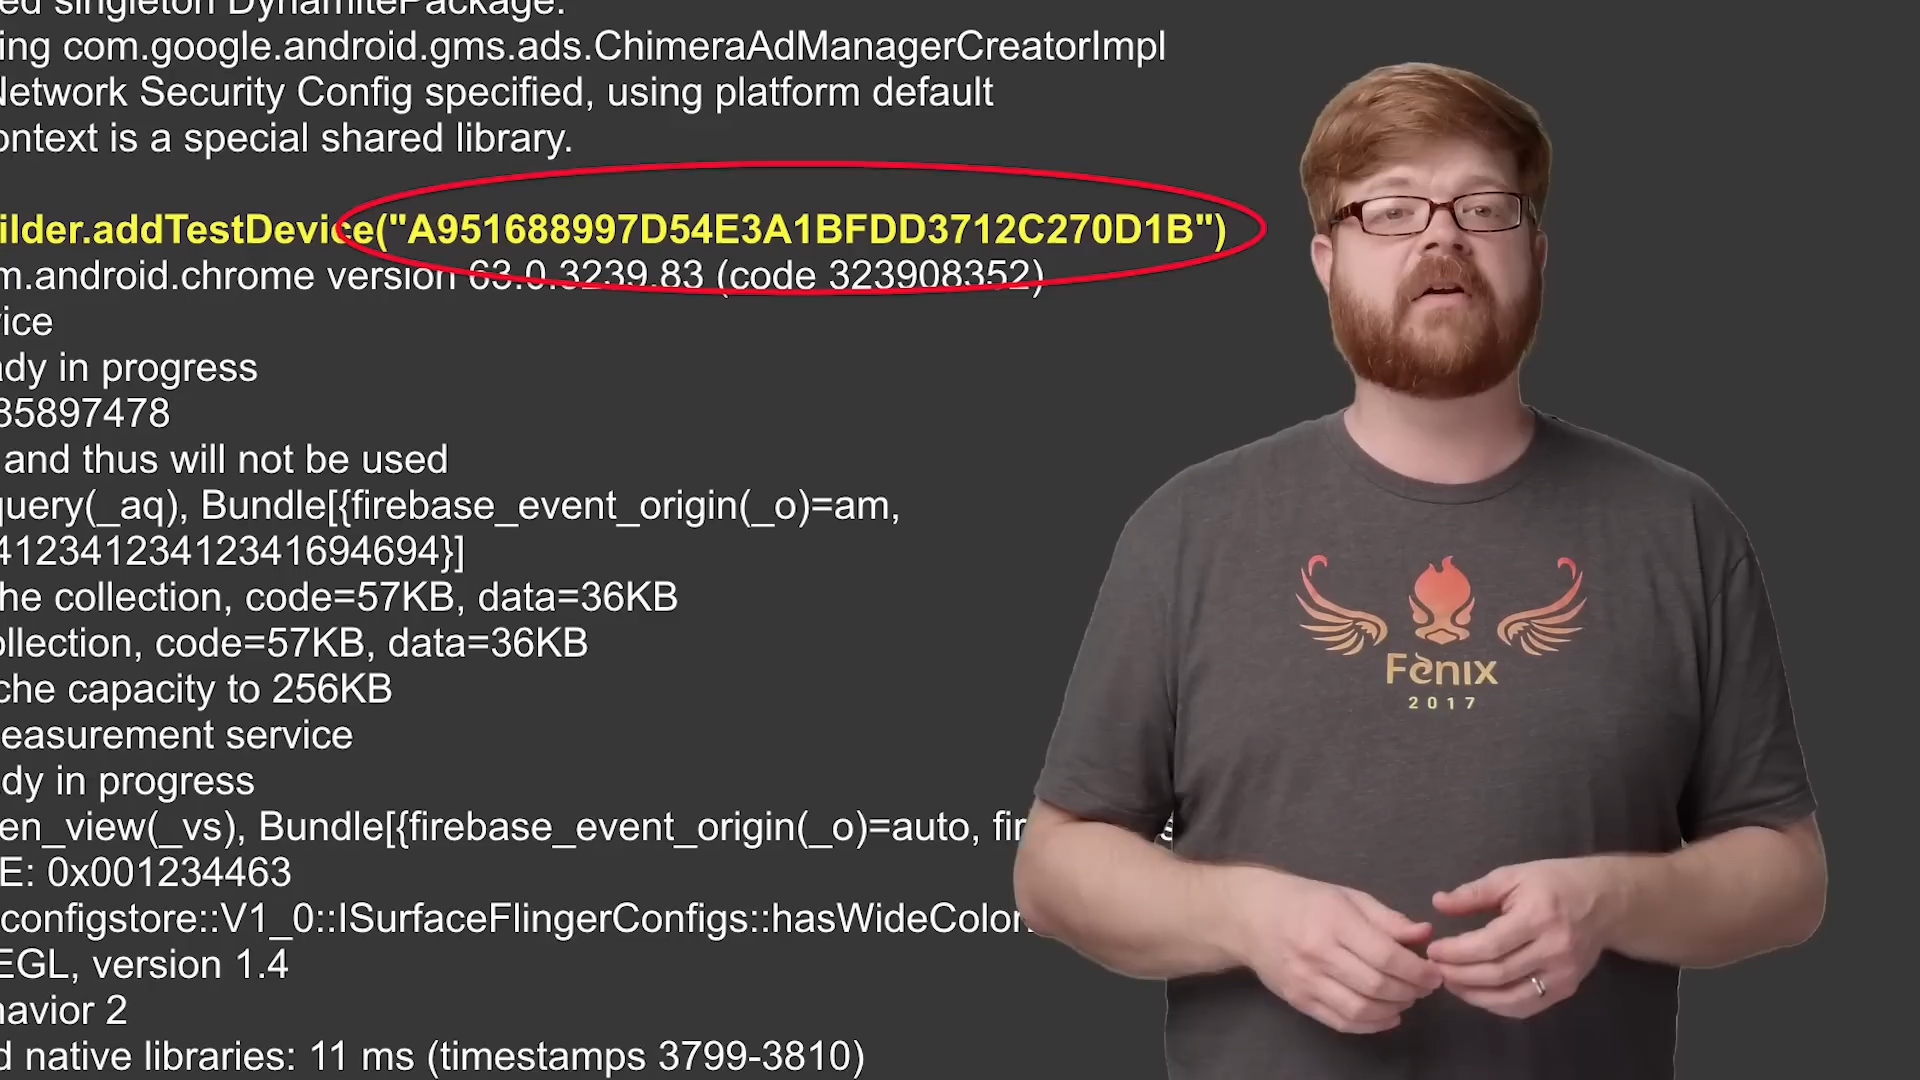 ed singleton DynamitePackage.
ing com.google.android.gms.ads.ChimeraAdManagerCreatorImpl
Network Security Config specified, using platform default
ontext is a special shared library.
ilder.addTestDevice("A951688997D54E3A1BFDD3712C270D1B")
m.android.chrome version 63.0.3239.83 (code 323908352)
vice
ady in progress
35897478
and thus will not be used
query(_aq), Bundle[{firebase_event_origin(_o)=am,
41234123412341694694}]
he collection, code=57KB, data=36KB
ollection, code=57KB, data=36KB
che capacity to 256KB
easurement service
dy in progress
en_view(_vs), Bundle[{firebase_event_origin(_o)=auto, fir
E: 0x001234463
configstore::V1_0::ISurfaceFlingerConfigs::hasWideColor
EGL, version 1.4
havior 2
d native libraries: 11 ms (timestamps 3799-3810)
Fenix
2017